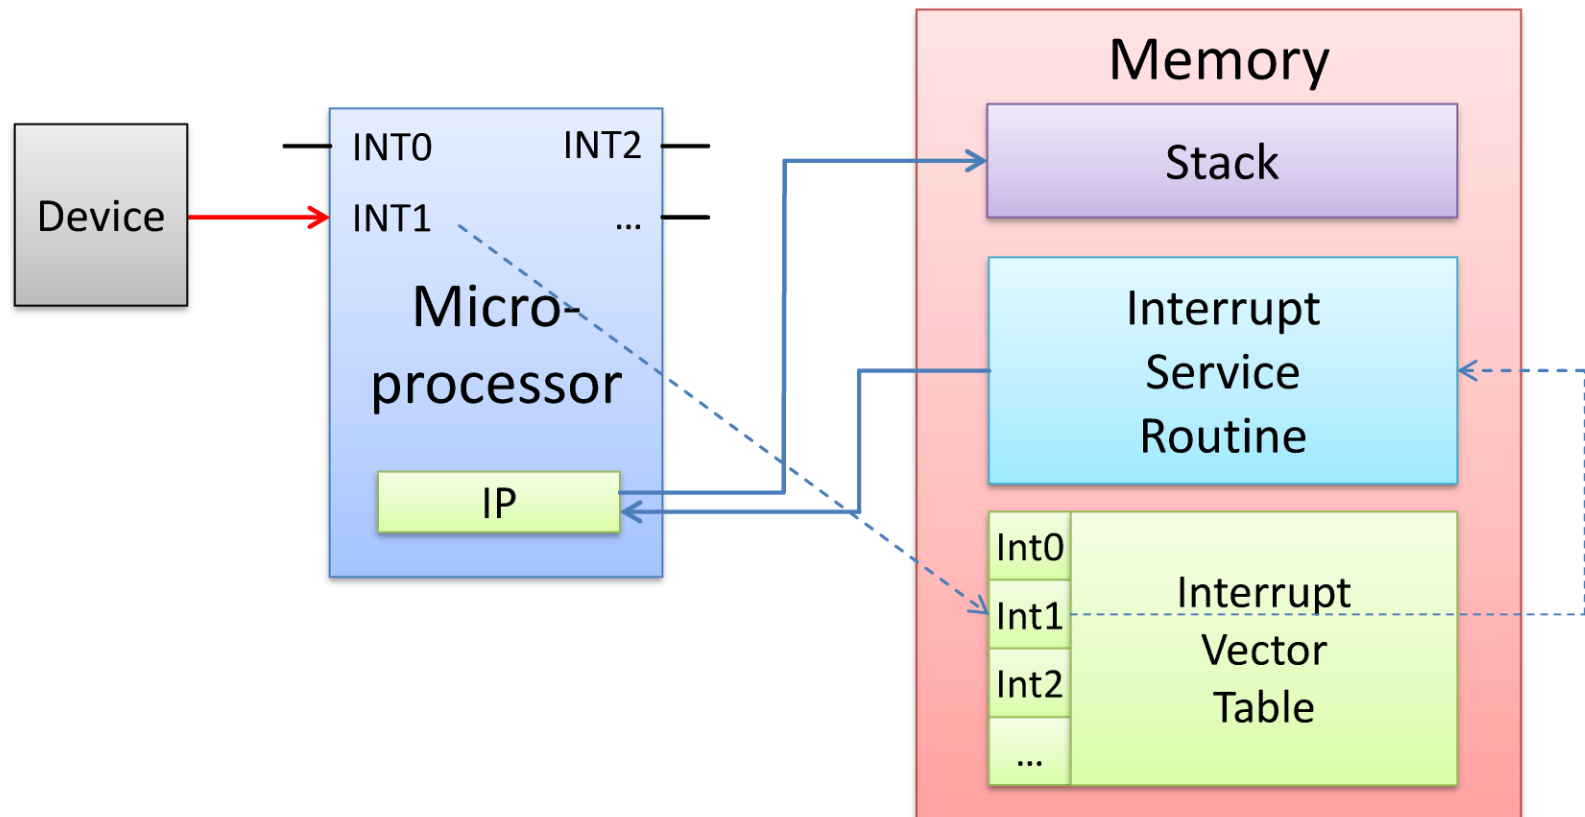 Device
INT0
INT2
INT1
...
Micro-
processor
IP
Memory
Stack
Interrupt
Service
Routine
Int0
Int1
Int2
...
Interrupt
Vector
Table